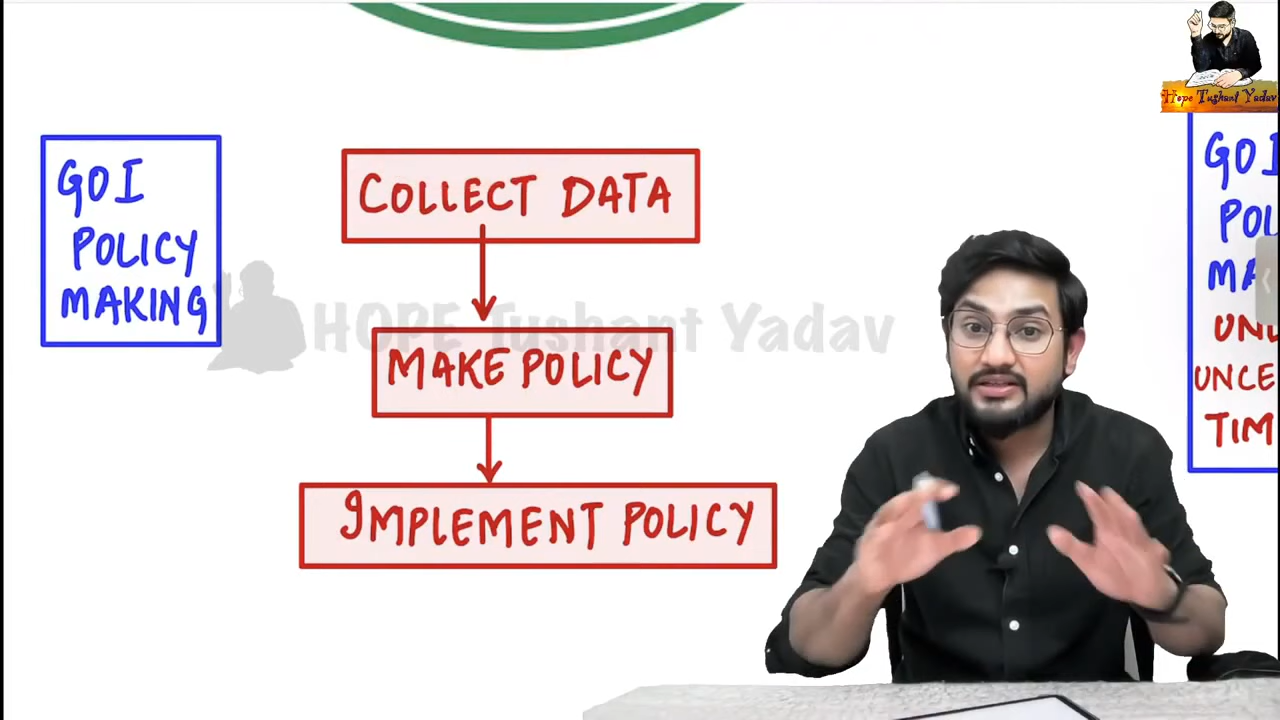 Hope Tushant Yadav
GOI
POLICY
MAKING
COLLECT DATA
MAKE POLICY
IMPLEMENT POLICY
HOPE Tushant Yadav
GOI
POL
MA
UN
UNCE
TIM